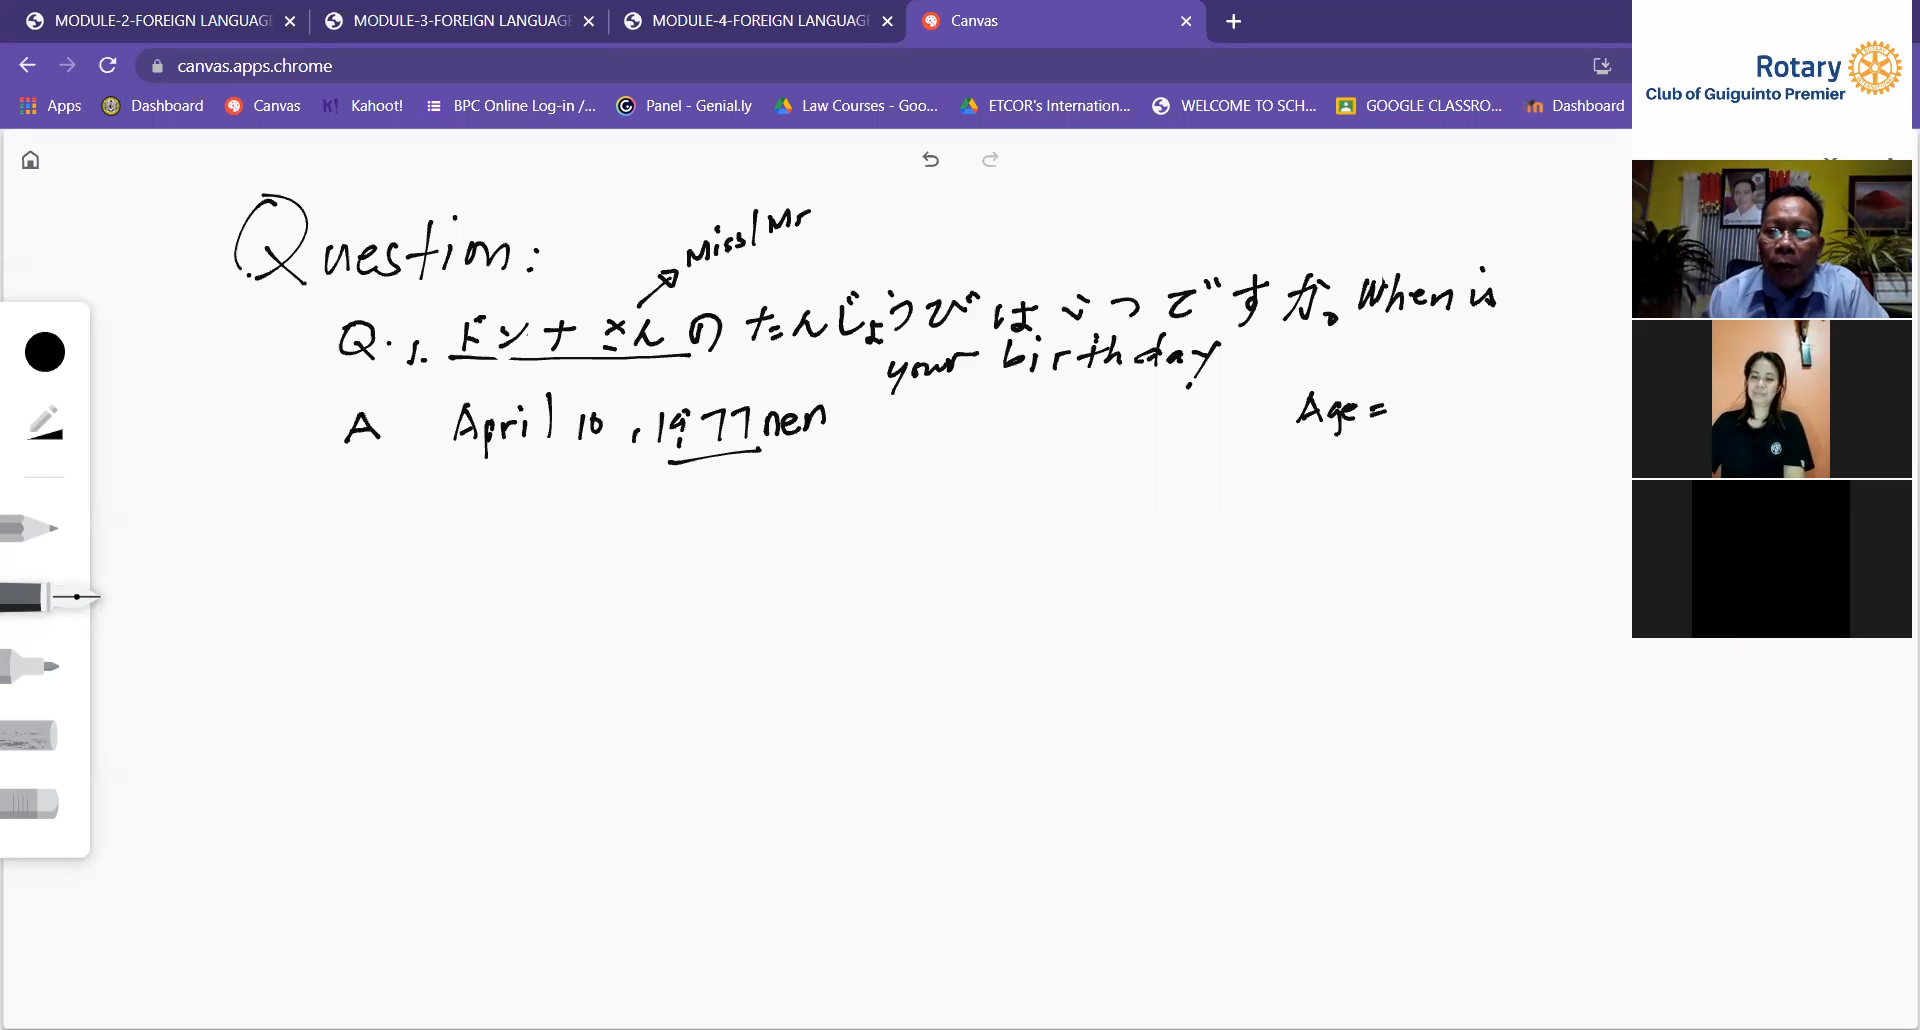 MODULE-2-FOREIGN LANGUAGE
MODULE-3-FOREIGN LANGUAGE
MODULE-4-FOREIGN LANGUAGE
Canvas
canvas.apps.chrome
Apps
Dashboard
Canvas
Kahoot!
BPC Online Log-in /...
Panel - Genial.ly
Law Courses - Goo...
ETCOR's Internation...
WELCOME TO SCH...
GOOGLE CLASSRO...
Dashboard
Rotary
Club of Guiguinto Premier
Question:
Miss/Mr
Q. 1. ドンナさんのたんじょうびはいつですか。When is
your birthday
A April 10, 1977 nen
Age =